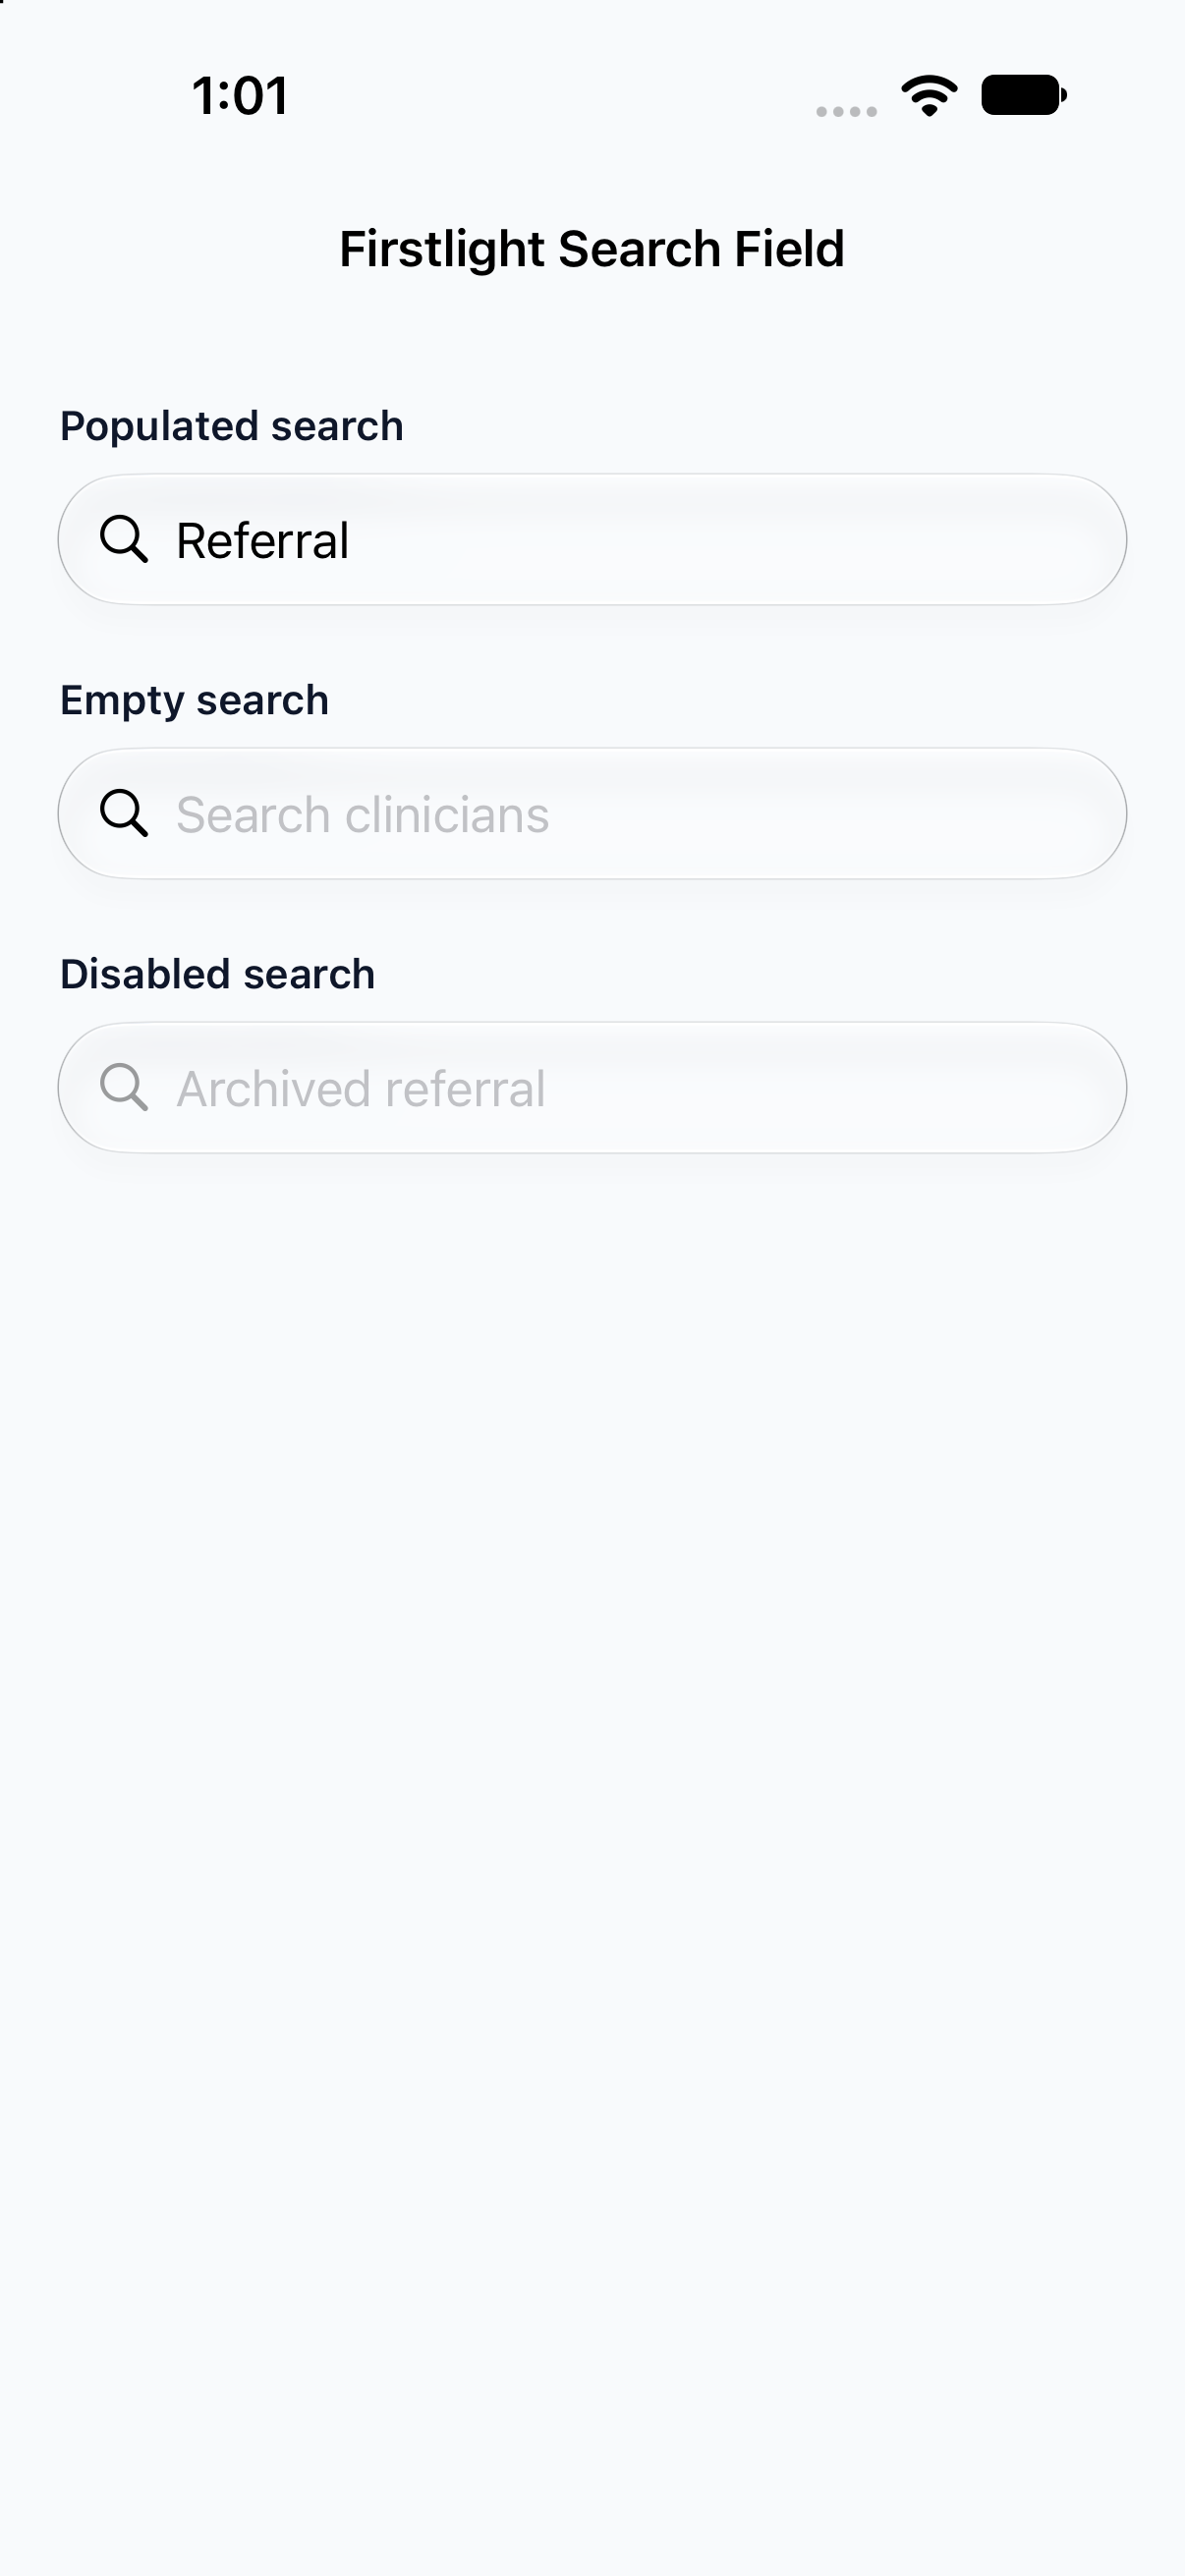 1:01
Firstlight Search Field
Populated search
Referral
Empty search
Search clinicians
Disabled search
Archived referral